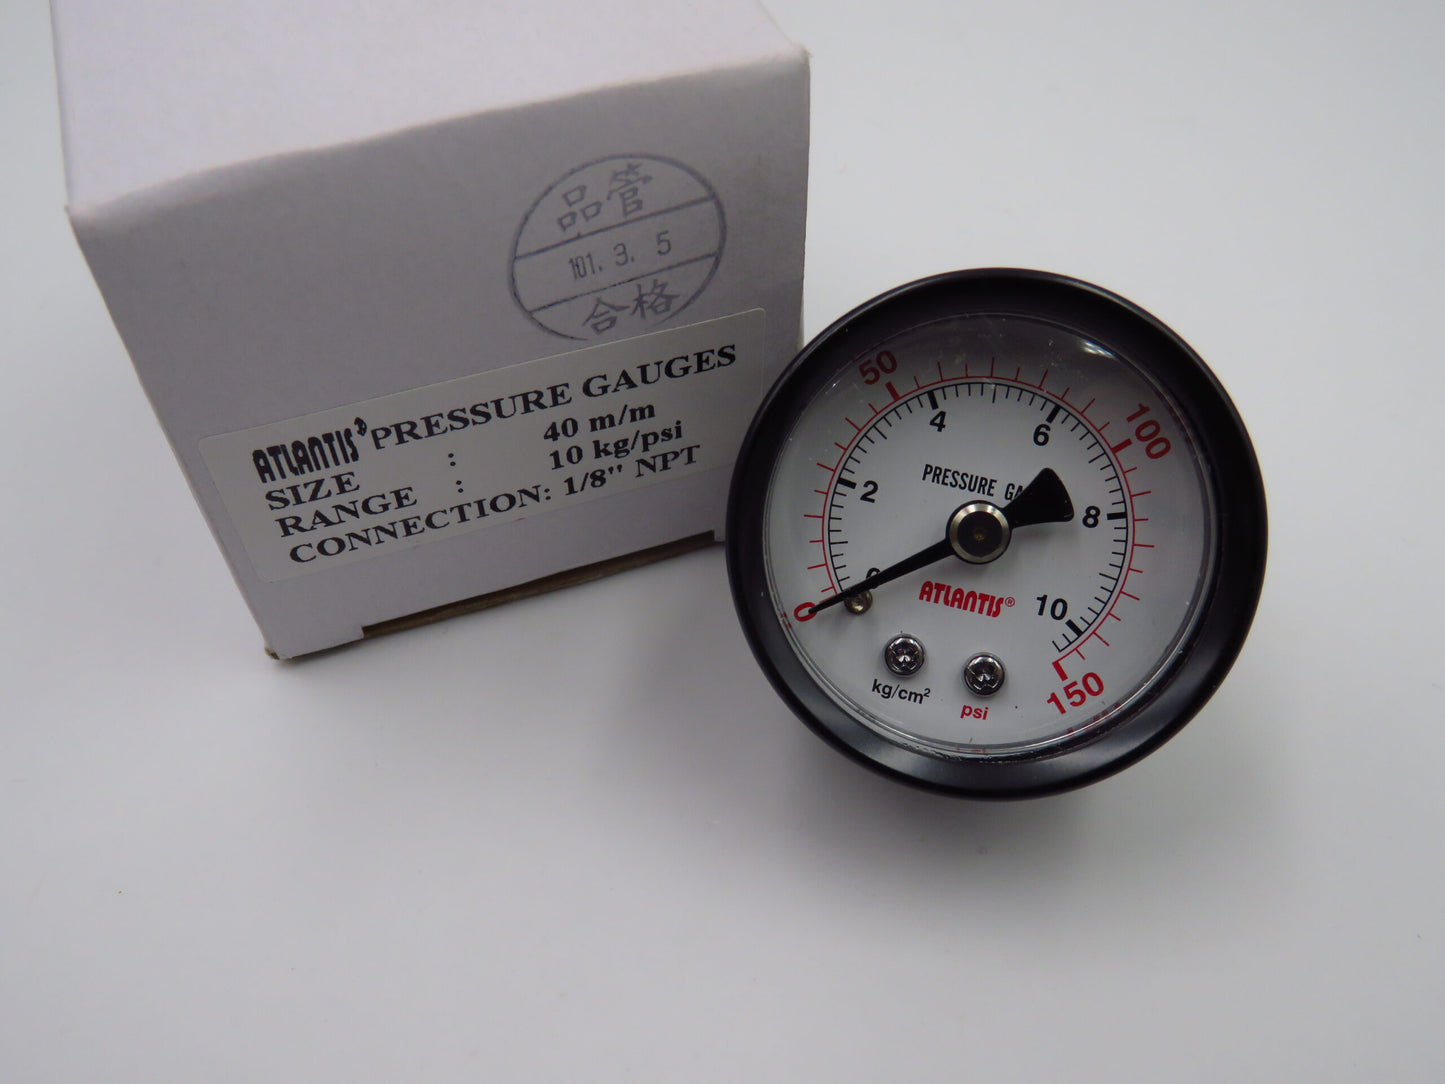 品管
101. 3. 5
合格
ATLANTIS PRESSURE GAUGES
SIZE : 40 m/m
RANGE : 10 kg/psi
CONNECTION: 1/8" NPT
50
100
4
6
2
8
0
10
0
150
PRESSURE GA
ATLANTIS®
kg/cm²
psi